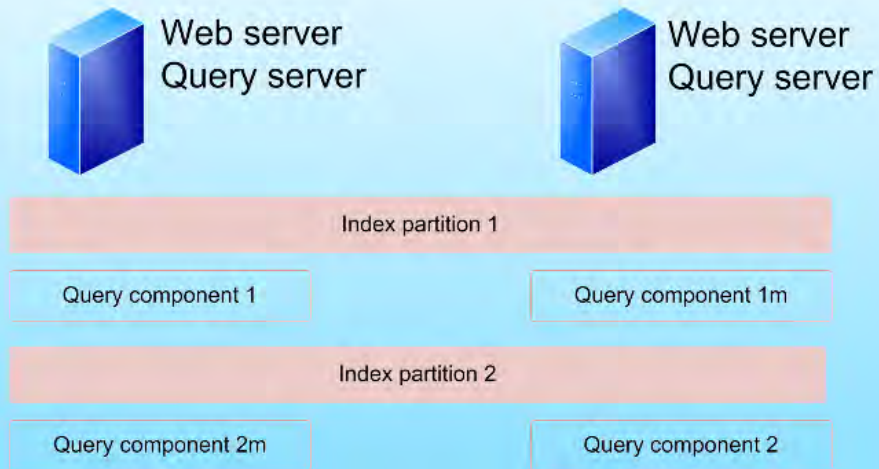 Web server
Query server
Web server
Query server
Index partition 1
Query component 1
Query component 1m
Index partition 2
Query component 2m
Query component 2